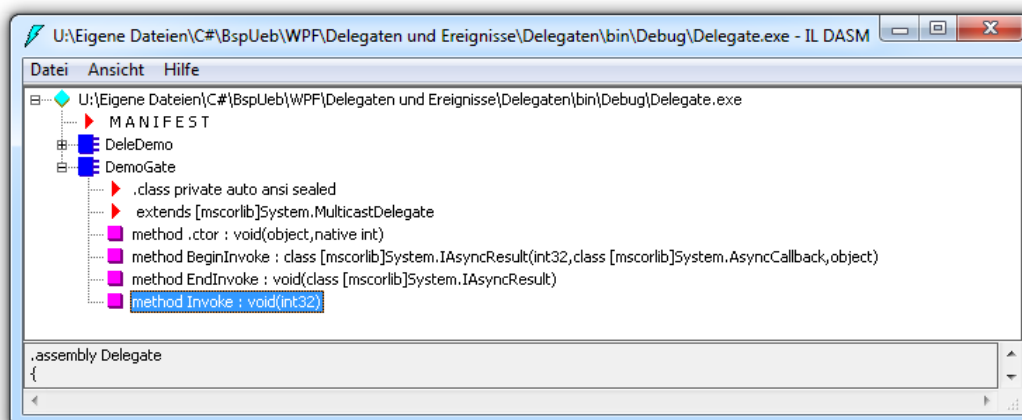 U:\Eigene Dateien\C#\BspUeb\WPF\Delegaten und Ereignisse\Delegaten\bin\Debug\Delegate.exe - IL DASM
Datei Ansicht Hilfe
U:\Eigene Dateien\C#\BspUeb\WPF\Delegaten und Ereignisse\Delegaten\bin\Debug\Delegate.exe
M A N I F E S T
DeleDemo
DemoGate
.class private auto ansi sealed
extends [mscorlib]System.MulticastDelegate
method .ctor : void(object,native int)
method BeginInvoke : class [mscorlib]System.IAsyncResult(int32,class [mscorlib]System.AsyncCallback,object)
method EndInvoke : void(class [mscorlib]System.IAsyncResult)
method Invoke : void(int32)
.assembly Delegate
{